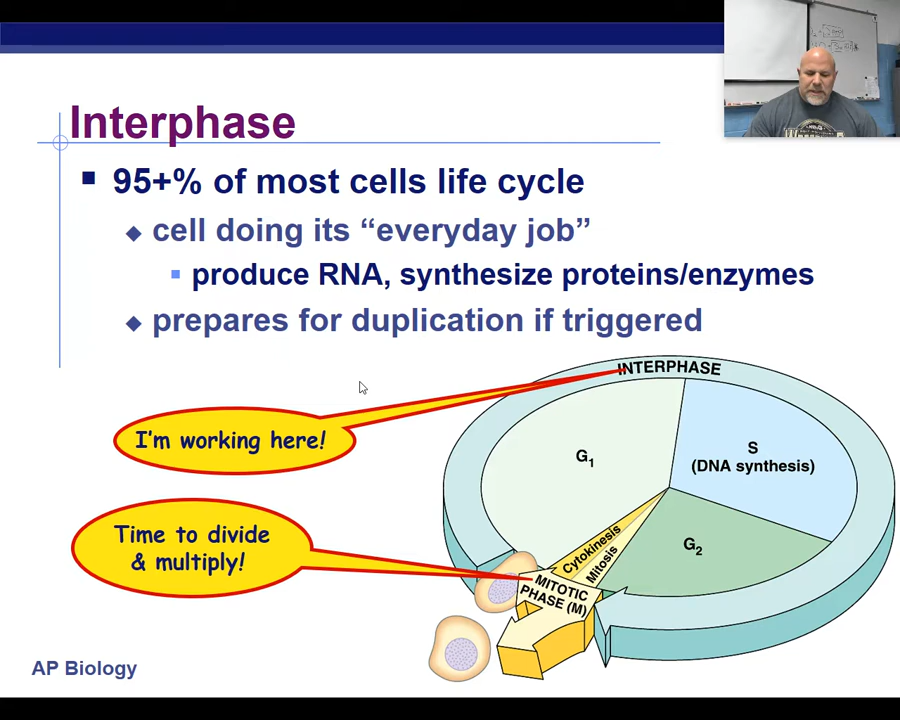 Interphase
95+% of most cells life cycle
cell doing its “everyday job”
produce RNA, synthesize proteins/enzymes
prepares for duplication if triggered
INTERPHASE
I’m working here!
G1
S
(DNA synthesis)
G2
Cytokinesis
Mitosis
Time to divide
& multiply!
MITOTIC
PHASE (M)
AP Biology